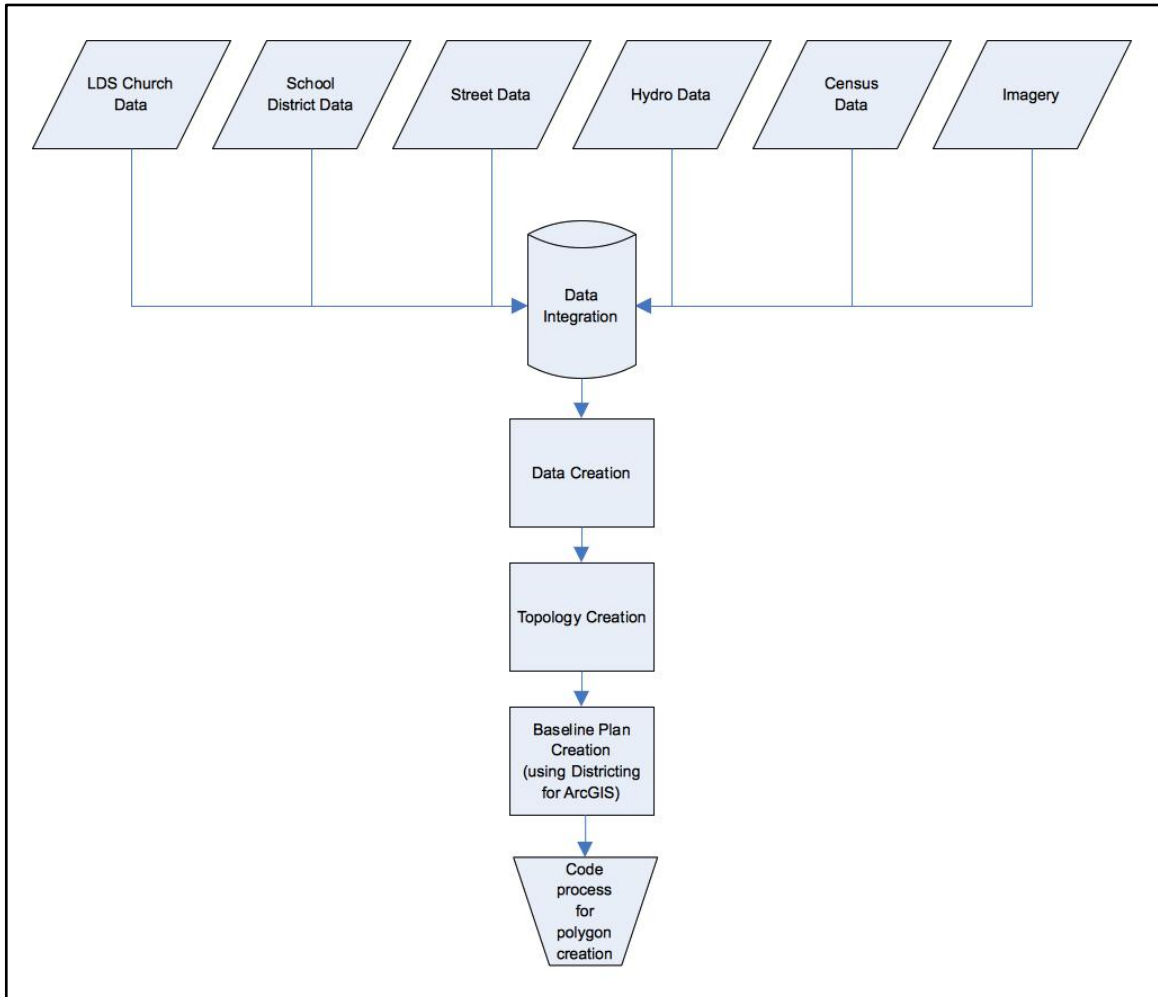 LDS Church
Data
School
District Data
Street Data
Hydro Data
Census
Data
Imagery
Data
Integration
Data Creation
Topology Creation
Baseline Plan
Creation
(using Districting
for ArcGIS)
Code
process
for
polygon
creation